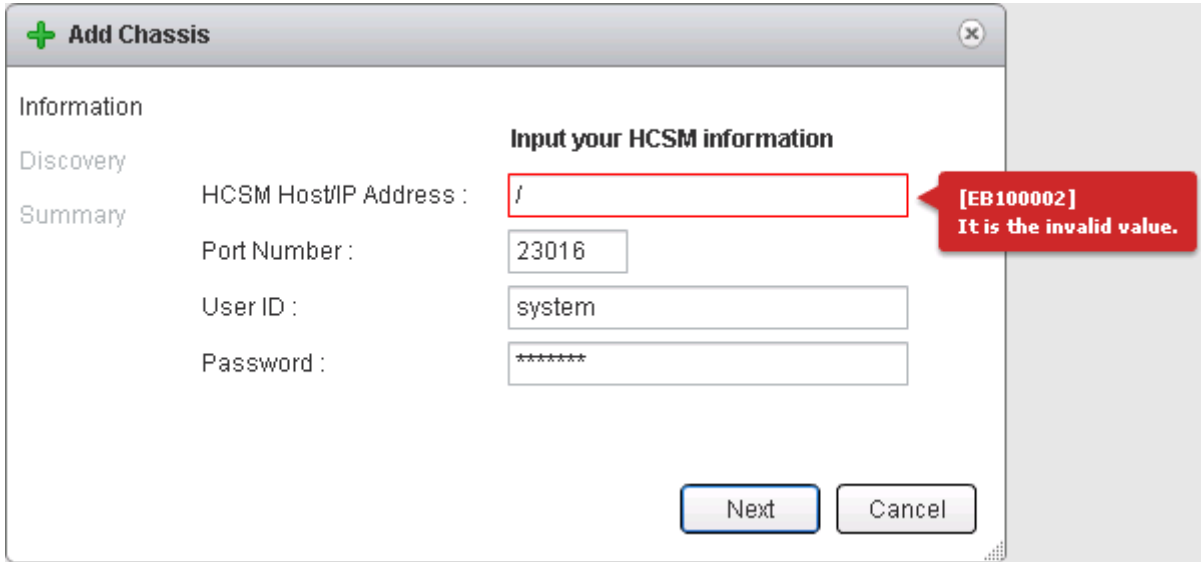 Add Chassis
Information
Discovery
Summary
Input your HCSM information
HCSM Host/IP Address : /
[EB100002]
It is the invalid value.
Port Number : 23016
User ID : system
Password : *******
Next Cancel